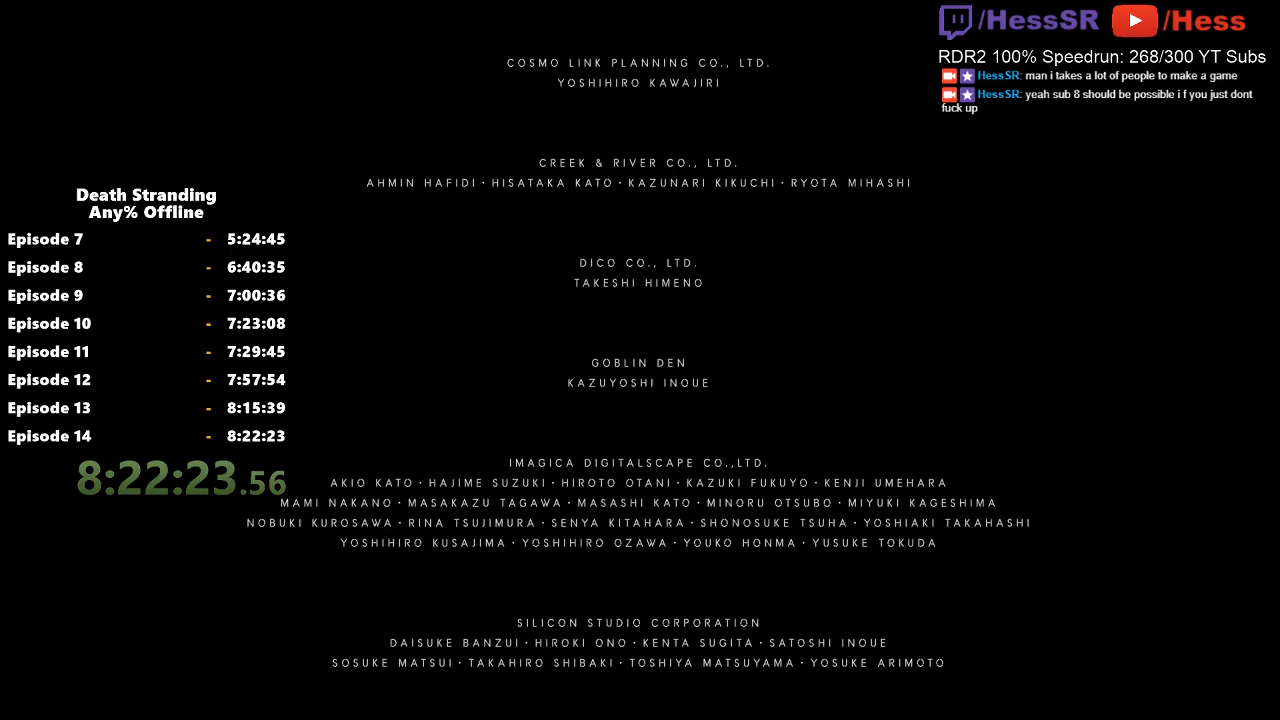 /HessSR /Hess
RDR2 100% Speedrun: 268/300 YT Subs
HessSR: man i takes a lot of people to make a game
HessSR: yeah sub 8 should be possible i f you just dont
fuck up
Death Stranding
Any% Offline
Episode 7 - 5:24:45
Episode 8 - 6:40:35
Episode 9 - 7:00:36
Episode 10 - 7:23:08
Episode 11 - 7:29:45
Episode 12 - 7:57:54
Episode 13 - 8:15:39
Episode 14 - 8:22:23
8:22:23.56
COSMO LINK PLANNING CO., LTD.
YOSHIHIRO KAWAJIRI
CREEK & RIVER CO., LTD.
AHMIN HAFIDI・HISATAKA KATO・KAZUNARI KIKUCHI・RYOTA MIHASHI
DICO CO., LTD.
TAKESHI HIMENO
GOBLIN DEN
KAZUYOSHI INOUE
IMAGICA DIGITALSCAPE CO.,LTD.
AKIO KATO・HAJIME SUZUKI・HIROTO OTANI・KAZUKI FUKUYO・KENJI UMEHARA
MAMI NAKANO・MASAKAZU TAGAWA・MASASHI KATO・MINORU OTSUBO・MIYUKI KAGESHIMA
NOBUKI KUROSAWA・RINA TSUJIMURA・SENYA KITAHARA・SHONOSUKE TSUHA・YOSHIAKI TAKAHASHI
YOSHIHIRO KUSAJIMA・YOSHIHIRO OZAWA・YOUKO HONMA・YUSUKE TOKUDA
SILICON STUDIO CORPORATION
DAISUKE BANZUI・HIROKI ONO・KENTA SUGITA・SATOSHI INOUE
SOSUKE MATSUI・TAKAHIRO SHIBAKI・TOSHIYA MATSUYAMA・YOSUKE ARIMOTO